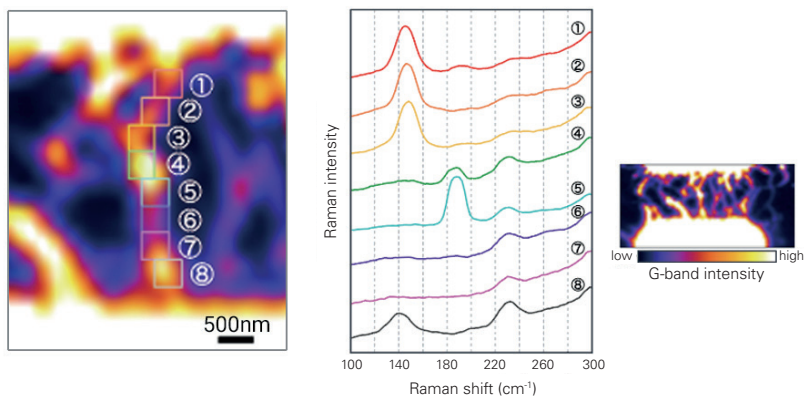 ①
②
③
④
⑤
⑥
⑦
⑧
500nm
Raman intensity
①
②
③
④
⑤
⑥
⑦
⑧
100 140 180 220 260 300
Raman shift (cm⁻¹)
low high
G-band intensity